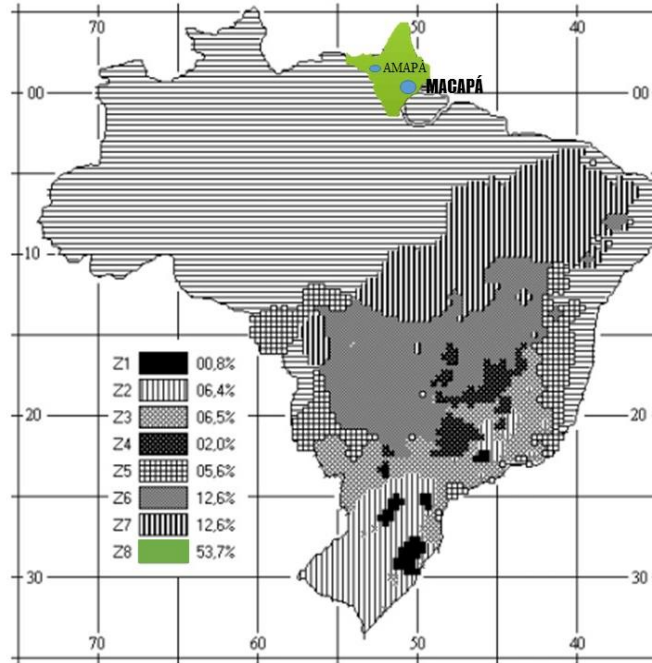 70 60 50 40
AMAPÁ
MACAPÁ
00 00
10 10
Z1 00,8%
Z2 06,4%
Z3 06,5%
Z4 02,0%
Z5 05,6%
Z6 12,6%
Z7 12,6%
Z8 53,7%
20 20
30 30
70 60 50 40